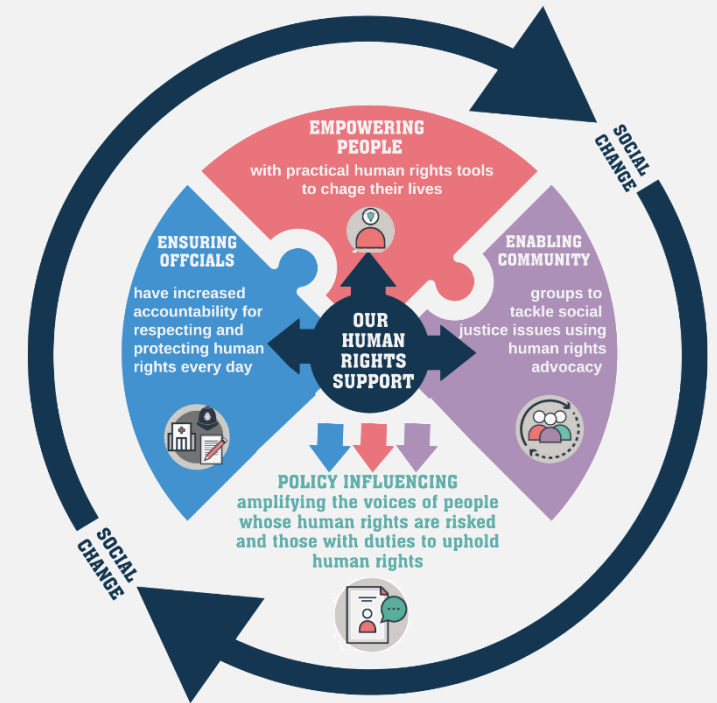 EMPOWERING
PEOPLE
with practical human rights tools
to chage their lives
SOCIAL
CHANGE
ENSURING
OFFCIALS
have increased
accountability for
respecting and
protecting human
rights every day
OUR
HUMAN
RIGHTS
SUPPORT
ENABLING
COMMUNITY
groups to
tackle social
justice issues using
human rights
advocacy
POLICY INFLUENCING
amplifying the voices of people
whose human rights are risked
and those with duties to uphold
human rights
SOCIAL
CHANGE